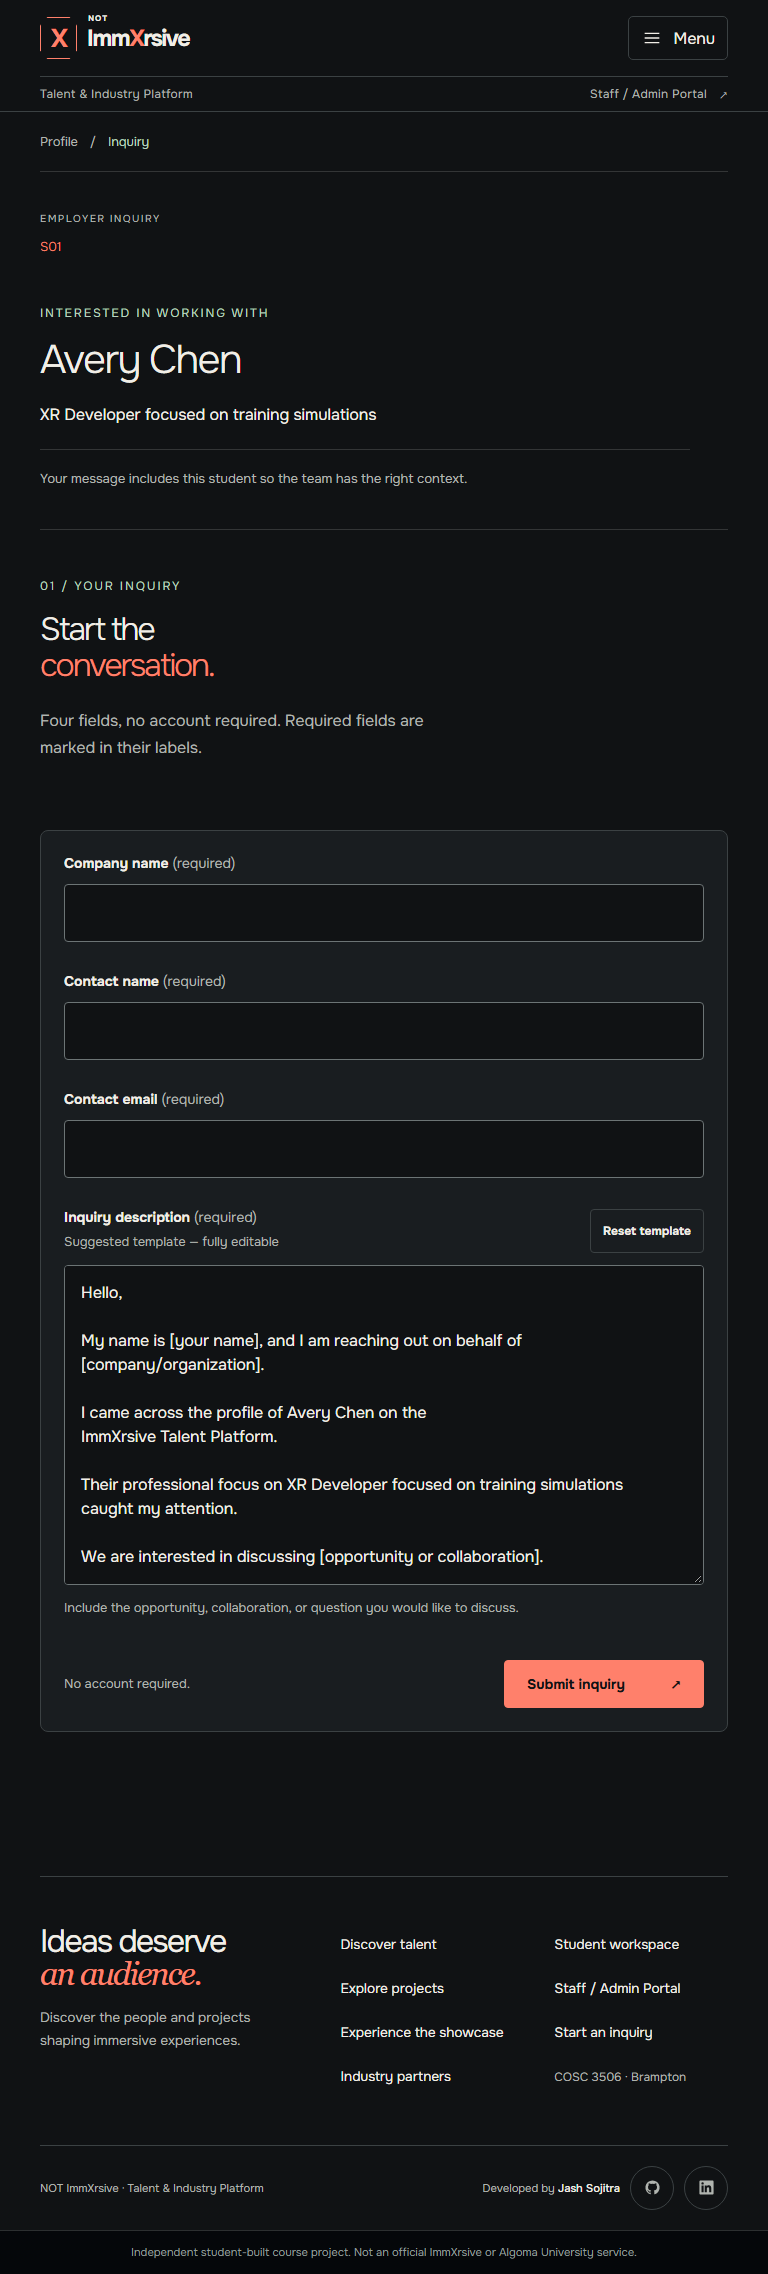 X
NOT
ImmXrsive
Menu
Talent & Industry Platform
Staff / Admin Portal ↗
Profile / Inquiry
EMPLOYER INQUIRY
S01
INTERESTED IN WORKING WITH
Avery Chen
XR Developer focused on training simulations
Your message includes this student so the team has the right context.
01 / YOUR INQUIRY
Start the
conversation.
Four fields, no account required. Required fields are
marked in their labels.
Company name (required)
Contact name (required)
Contact email (required)
Inquiry description (required)
Suggested template — fully editable
Reset template
Hello,
My name is [your name], and I am reaching out on behalf of
[company/organization].
I came across the profile of Avery Chen on the
ImmXrsive Talent Platform.
Their professional focus on XR Developer focused on training simulations
caught my attention.
We are interested in discussing [opportunity or collaboration].
Include the opportunity, collaboration, or question you would like to discuss.
No account required.
Submit inquiry ↗
Ideas deserve
an audience.
Discover the people and projects
shaping immersive experiences.
Discover talent
Explore projects
Experience the showcase
Industry partners
Student workspace
Staff / Admin Portal
Start an inquiry
COSC 3506 · Brampton
NOT ImmXrsive · Talent & Industry Platform
Developed by Jash Sojitra
in
Independent student-built course project. Not an official ImmXrsive or Algoma University service.